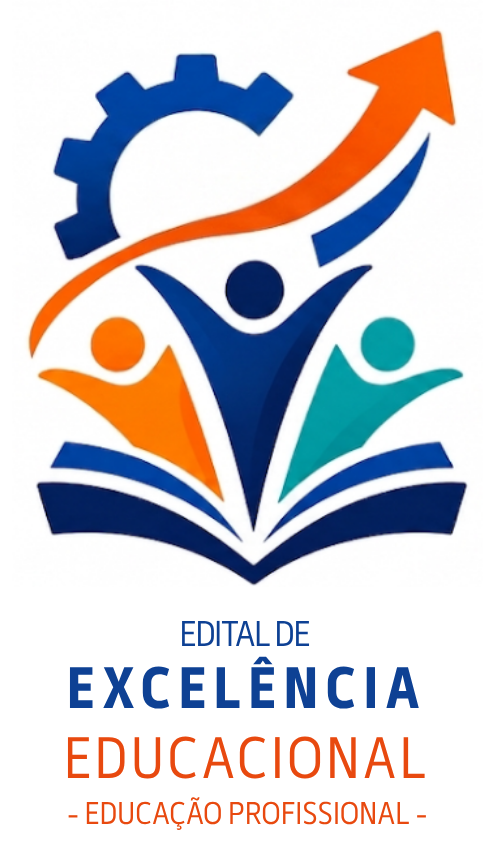 EDITAL DE
EXCELÊNCIA
EDUCACIONAL
- EDUCAÇÃO PROFISSIONAL -